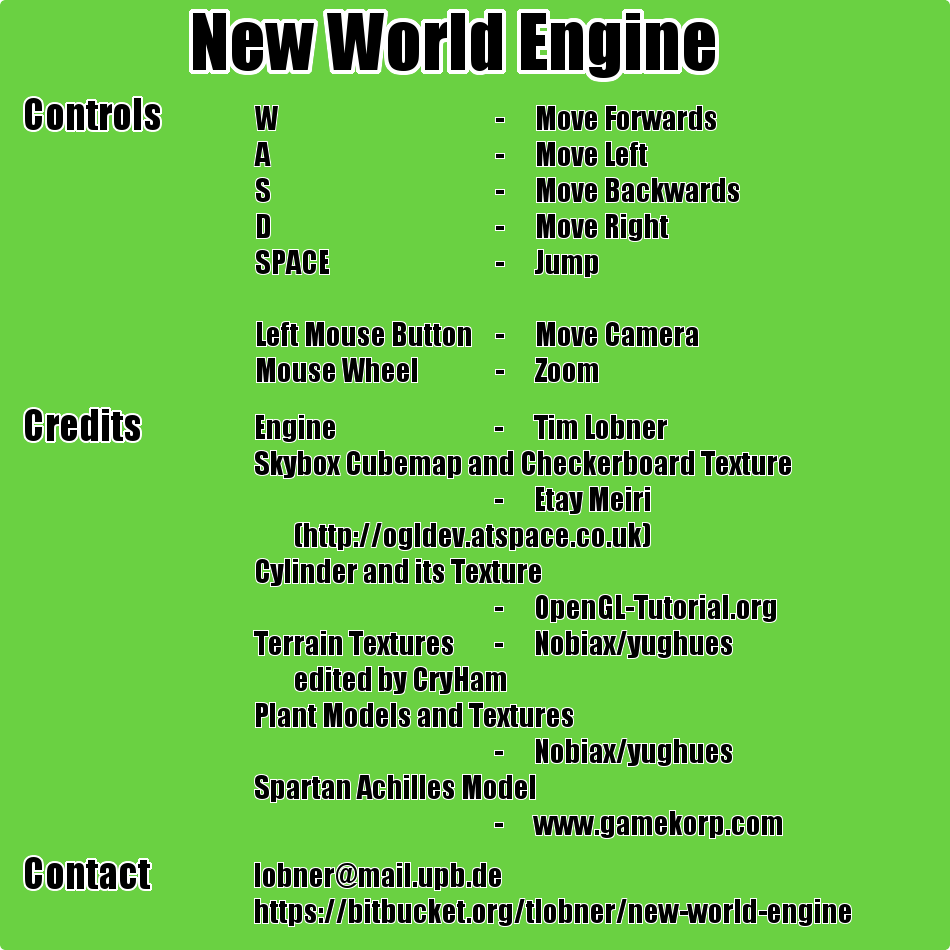 New World Engine
Controls
W - Move Forwards
A - Move Left
S - Move Backwards
D - Move Right
SPACE - Jump
Left Mouse Button - Move Camera
Mouse Wheel - Zoom
Credits
Engine - Tim Lobner
Skybox Cubemap and Checkerboard Texture
- Etay Meiri
(http://ogldev.atspace.co.uk)
Cylinder and its Texture
- OpenGL-Tutorial.org
Terrain Textures - Nobiax/yughues
edited by CryHam
Plant Models and Textures
- Nobiax/yughues
Spartan Achilles Model
- www.gamekorp.com
Contact
lobner@mail.upb.de
https://bitbucket.org/tlobner/new-world-engine